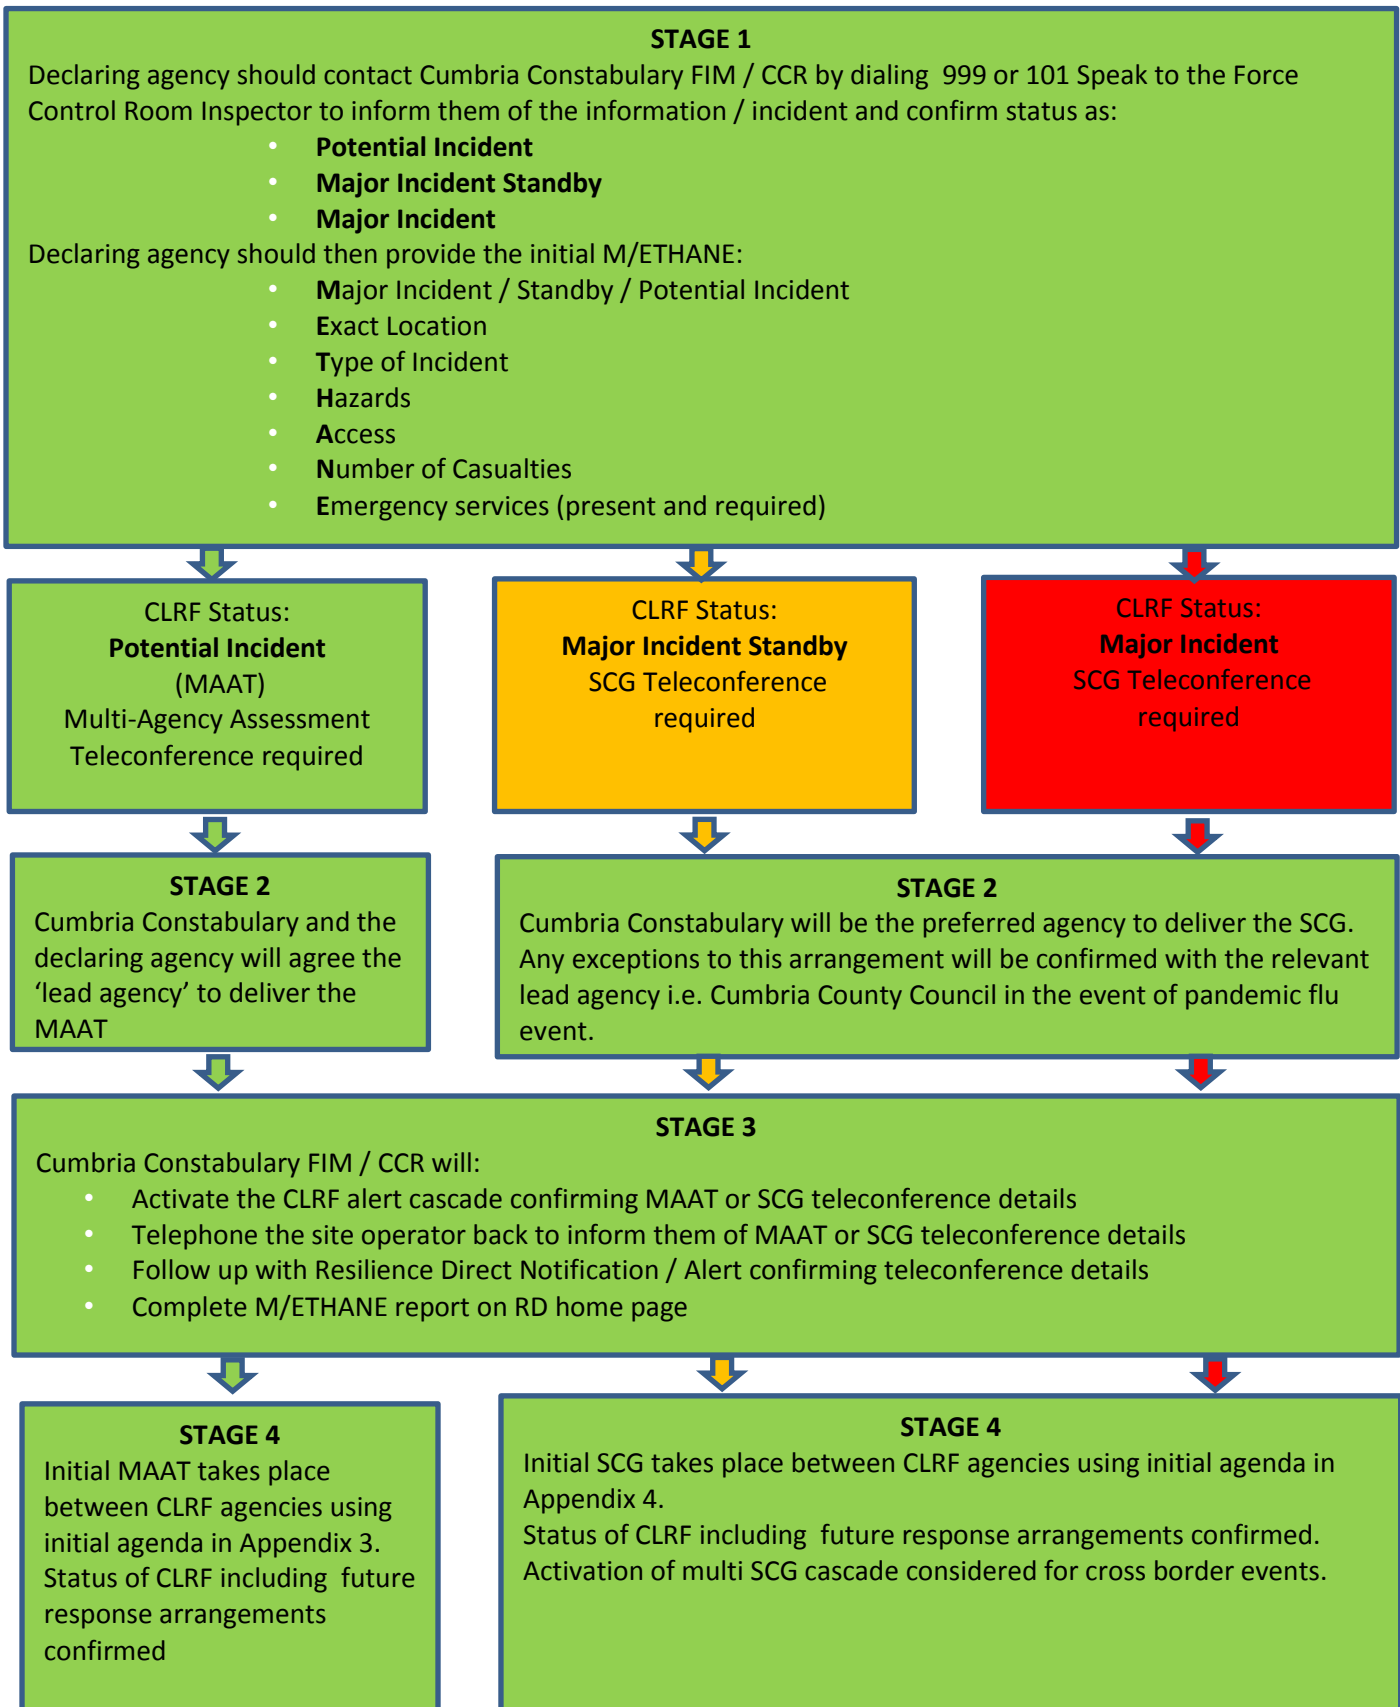 STAGE 1
Declaring agency should contact Cumbria Constabulary FIM / CCR by dialing  999 or 101 Speak to the Force
Control Room Inspector to inform them of the information / incident and confirm status as:
• Potential Incident
• Major Incident Standby
• Major Incident
Declaring agency should then provide the initial M/ETHANE:
• Major Incident / Standby / Potential Incident
• Exact Location
• Type of Incident
• Hazards
• Access
• Number of Casualties
• Emergency services (present and required)
CLRF Status:
Potential Incident
(MAAT)
Multi-Agency Assessment
Teleconference required
CLRF Status:
Major Incident Standby
SCG Teleconference
required
CLRF Status:
Major Incident
SCG Teleconference
required
STAGE 2
Cumbria Constabulary and the
declaring agency will agree the
‘lead agency’ to deliver the
MAAT
STAGE 2
Cumbria Constabulary will be the preferred agency to deliver the SCG.
Any exceptions to this arrangement will be confirmed with the relevant
lead agency i.e. Cumbria County Council in the event of pandemic flu
event.
STAGE 3
Cumbria Constabulary FIM / CCR will:
• Activate the CLRF alert cascade confirming MAAT or SCG teleconference details
• Telephone the site operator back to inform them of MAAT or SCG teleconference details
• Follow up with Resilience Direct Notification / Alert confirming teleconference details
• Complete M/ETHANE report on RD home page
STAGE 4
Initial MAAT takes place
between CLRF agencies using
initial agenda in Appendix 3.
Status of CLRF including  future
response arrangements
confirmed
STAGE 4
Initial SCG takes place between CLRF agencies using initial agenda in
Appendix 4.
Status of CLRF including  future response arrangements confirmed.
Activation of multi SCG cascade considered for cross border events.